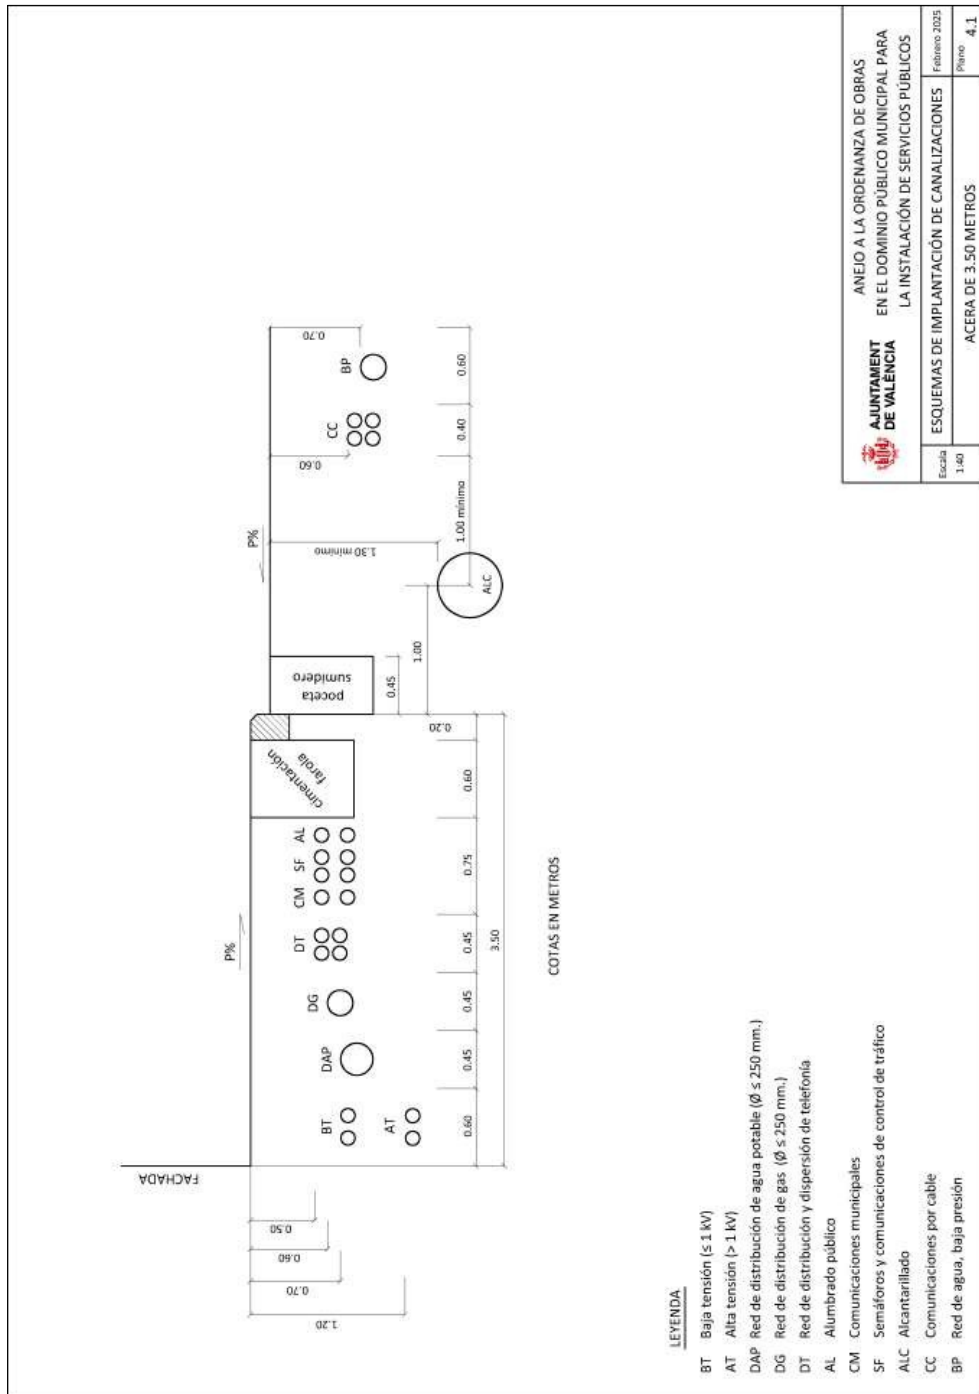 FACHADA
P%
P%
BT
AT
DAP
DG
DT
CM
SF
AL
cimentación
farola
poceta
sumidero
ALC
CC
BP
0.50
0.60
0.70
1.20
0.60
0.45
0.45
0.45
0.75
0.60
0.20
3.50
0.45
1.00
1.30 mínimo
1.00 mínimo
0.60
0.40
0.60
0.70
COTAS EN METROS
LEYENDA
BT Baja tensión (≤ 1 kV)
AT Alta tensión (> 1 kV)
DAP Red de distribución de agua potable (Ø ≤ 250 mm.)
DG Red de distribución de gas (Ø ≤ 250 mm.)
DT Red de distribución y dispersión de telefonía
AL Alumbrado público
CM Comunicaciones municipales
SF Semáforos y comunicaciones de control de tráfico
ALC Alcantarillado
CC Comunicaciones por cable
BP Red de agua, baja presión
AJUNTAMENT
DE VALÈNCIA
ANEJO A LA ORDENANZA DE OBRAS
EN EL DOMINIO PÚBLICO MUNICIPAL PARA
LA INSTALACIÓN DE SERVICIOS PÚBLICOS
Escala
1:40
ESQUEMAS DE IMPLANTACIÓN DE CANALIZACIONES
Febrero 2025
ACERA DE 3.50 METROS
Plano 4.1